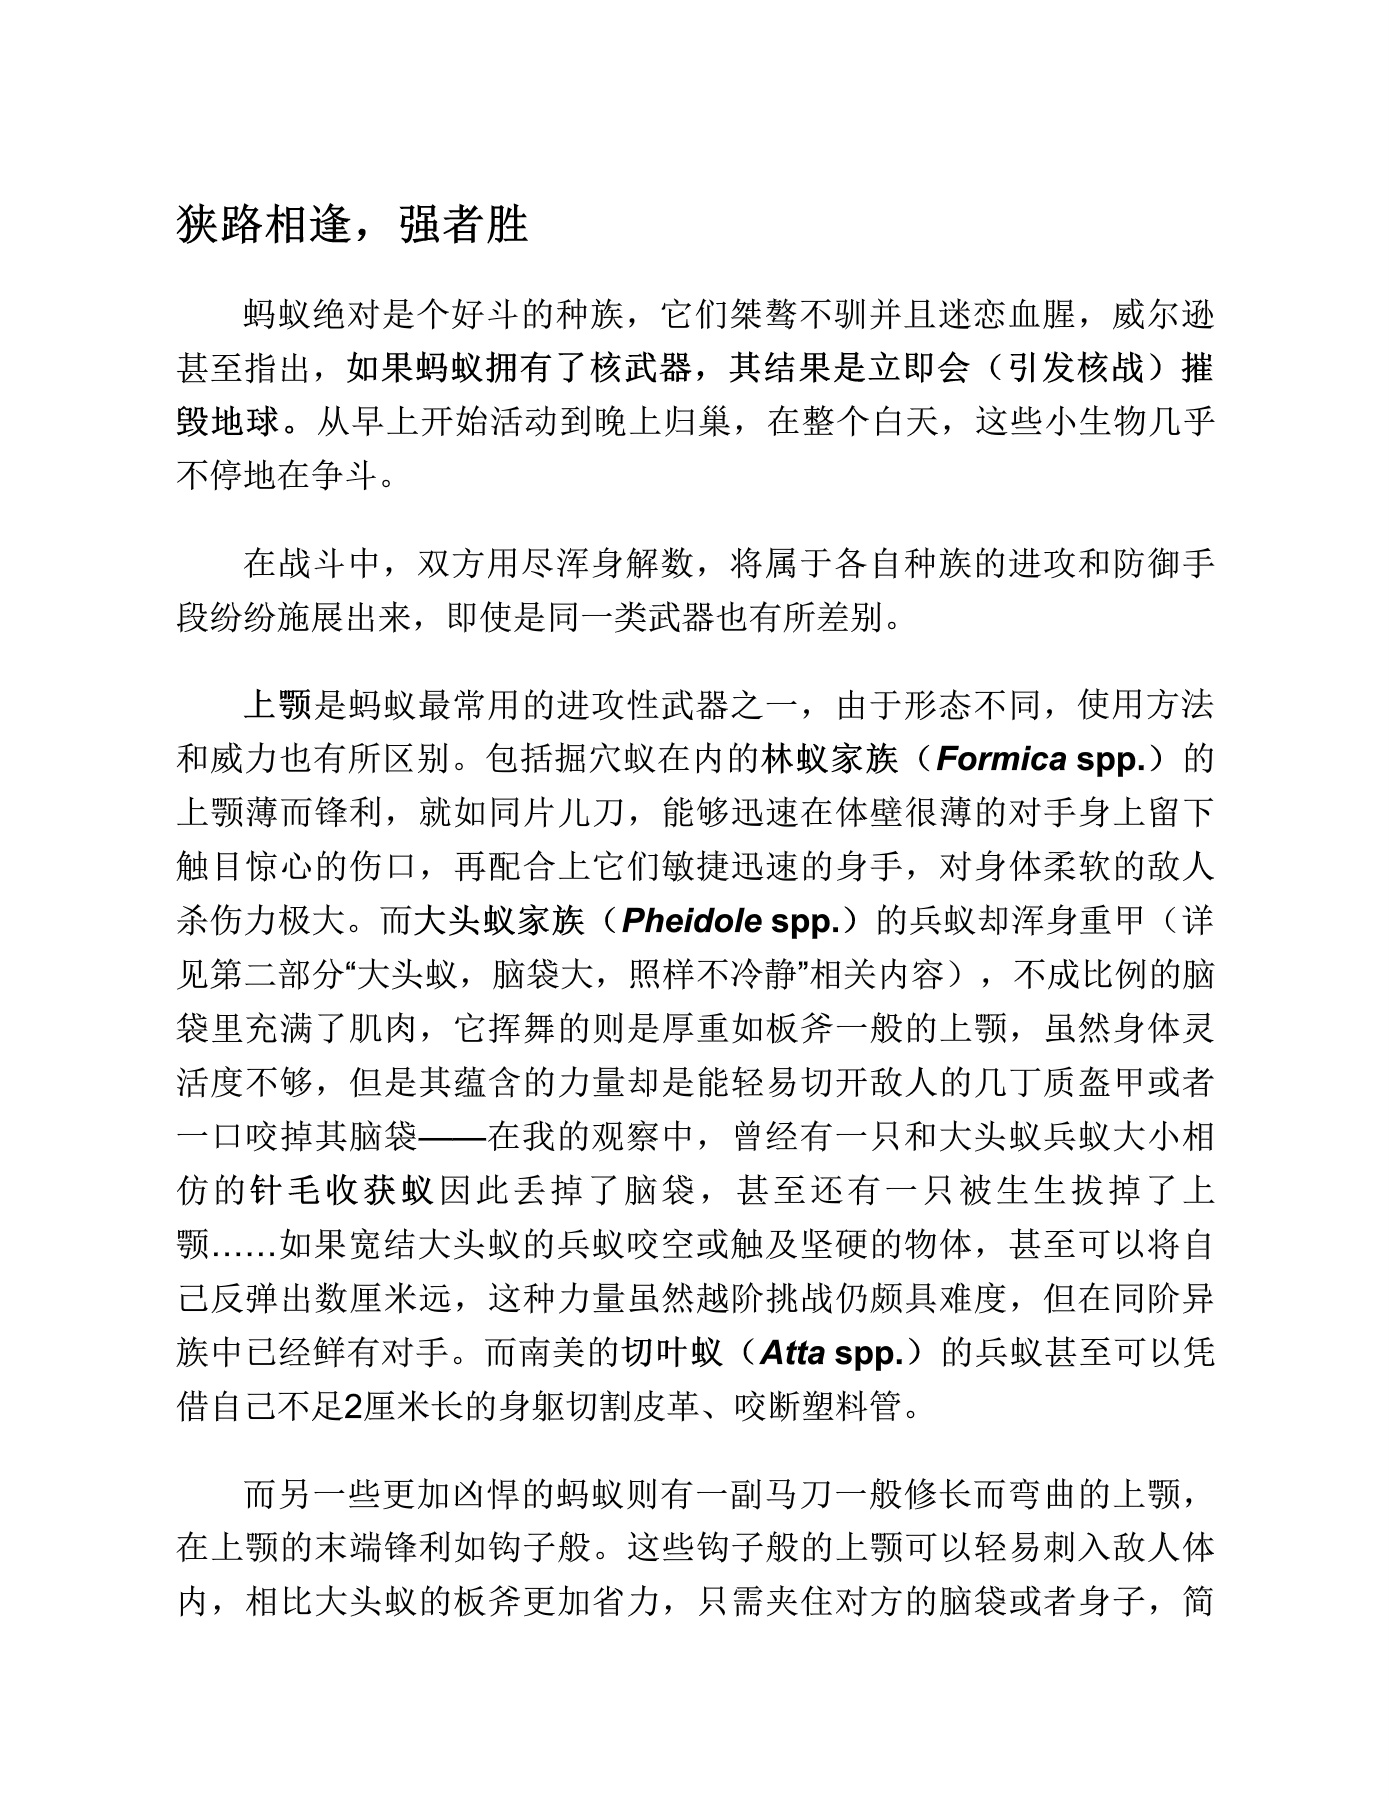 狭路相逢，强者胜
蚂蚁绝对是个好斗的种族，它们桀骜不驯并且迷恋血腥，威尔逊
甚至指出，如果蚂蚁拥有了核武器，其结果是立即会（引发核战）摧
毁地球。从早上开始活动到晚上归巢，在整个白天，这些小生物几乎
不停地在争斗。
在战斗中，双方用尽浑身解数，将属于各自种族的进攻和防御手
段纷纷施展出来，即使是同一类武器也有所差别。
上颚是蚂蚁最常用的进攻性武器之一，由于形态不同，使用方法
和威力也有所区别。包括掘穴蚁在内的林蚁家族（Formica spp.）的
上颚薄而锋利，就如同片儿刀，能够迅速在体壁很薄的对手身上留下
触目惊心的伤口，再配合上它们敏捷迅速的身手，对身体柔软的敌人
杀伤力极大。而大头蚁家族（Pheidole spp.）的兵蚁却浑身重甲（详
见第二部分“大头蚁，脑袋大，照样不冷静”相关内容），不成比例的脑
袋里充满了肌肉，它挥舞的则是厚重如板斧一般的上颚，虽然身体灵
活度不够，但是其蕴含的力量却是能轻易切开敌人的几丁质盔甲或者
一口咬掉其脑袋——在我的观察中，曾经有一只和大头蚁兵蚁大小相
仿的针毛收获蚁因此丢掉了脑袋，甚至还有一只被生生拔掉了上
颚……如果宽结大头蚁的兵蚁咬空或触及坚硬的物体，甚至可以将自
己反弹出数厘米远，这种力量虽然越阶挑战仍颇具难度，但在同阶异
族中已经鲜有对手。而南美的切叶蚁（Atta spp.）的兵蚁甚至可以凭
借自己不足2厘米长的身躯切割皮革、咬断塑料管。
而另一些更加凶悍的蚂蚁则有一副马刀一般修长而弯曲的上颚，
在上颚的末端锋利如钩子般。这些钩子般的上颚可以轻易刺入敌人体
内，相比大头蚁的板斧更加省力，只需夹住对方的脑袋或者身子，简